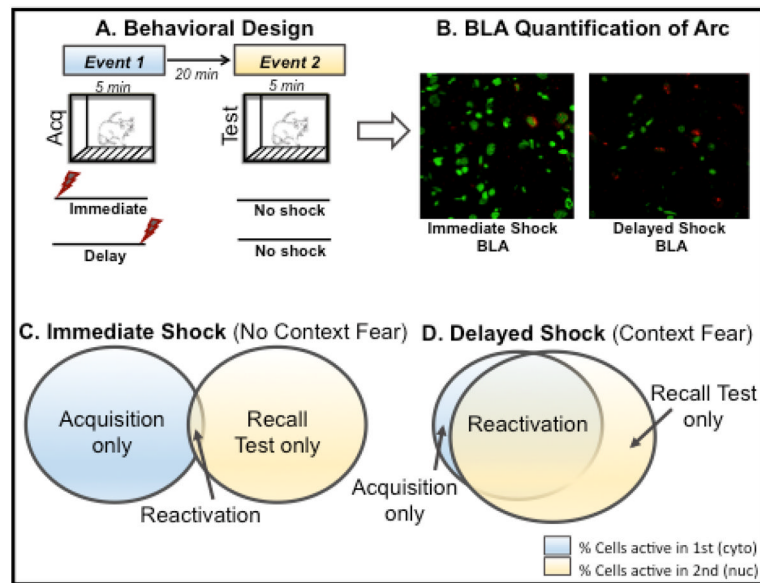 A. Behavioral Design
Event 1
20 min
Event 2
5 min
5 min
Acq
Test
Immediate
No shock
Delay
No shock
B. BLA Quantification of Arc
Immediate Shock
BLA
Delayed Shock
BLA
C. Immediate Shock (No Context Fear)
Acquisition
only
Recall
Test only
Reactivation
D. Delayed Shock (Context Fear)
Recall Test
only
Reactivation
Acquisition
only
% Cells active in 1st (cyto)
% Cells active in 2nd (nuc)